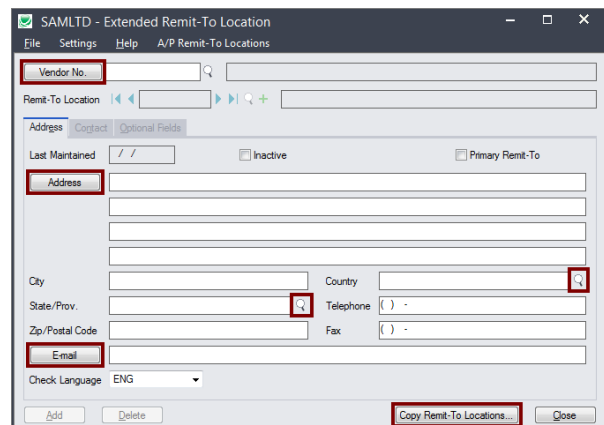 SAMLTD - Extended Remit-To Location
File Settings Help A/P Remit-To Locations
Vendor No.
Remit-To Location
Address Contact Optional Fields
Last Maintained / / Inactive Primary Remit-To
Address
City Country
State/Prov. Telephone ( ) -
Zip/Postal Code Fax ( ) -
E-mail
Check Language ENG
Add Delete Copy Remit-To Locations... Close